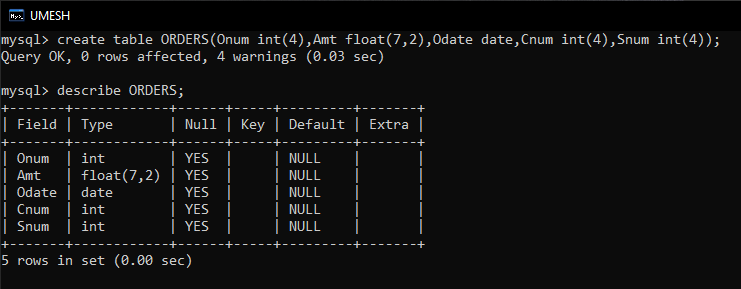 UMESH
mysql> create table ORDERS(Onum int(4),Amt float(7,2),Odate date,Cnum int(4),Snum int(4));
Query OK, 0 rows affected, 4 warnings (0.03 sec)
mysql> describe ORDERS;
+-------+------------+------+-----+---------+-------+
| Field | Type       | Null | Key | Default | Extra |
+-------+------------+------+-----+---------+-------+
| Onum  | int        | YES  |     | NULL    |       |
| Amt   | float(7,2) | YES  |     | NULL    |       |
| Odate | date       | YES  |     | NULL    |       |
| Cnum  | int        | YES  |     | NULL    |       |
| Snum  | int        | YES  |     | NULL    |       |
+-------+------------+------+-----+---------+-------+
5 rows in set (0.00 sec)